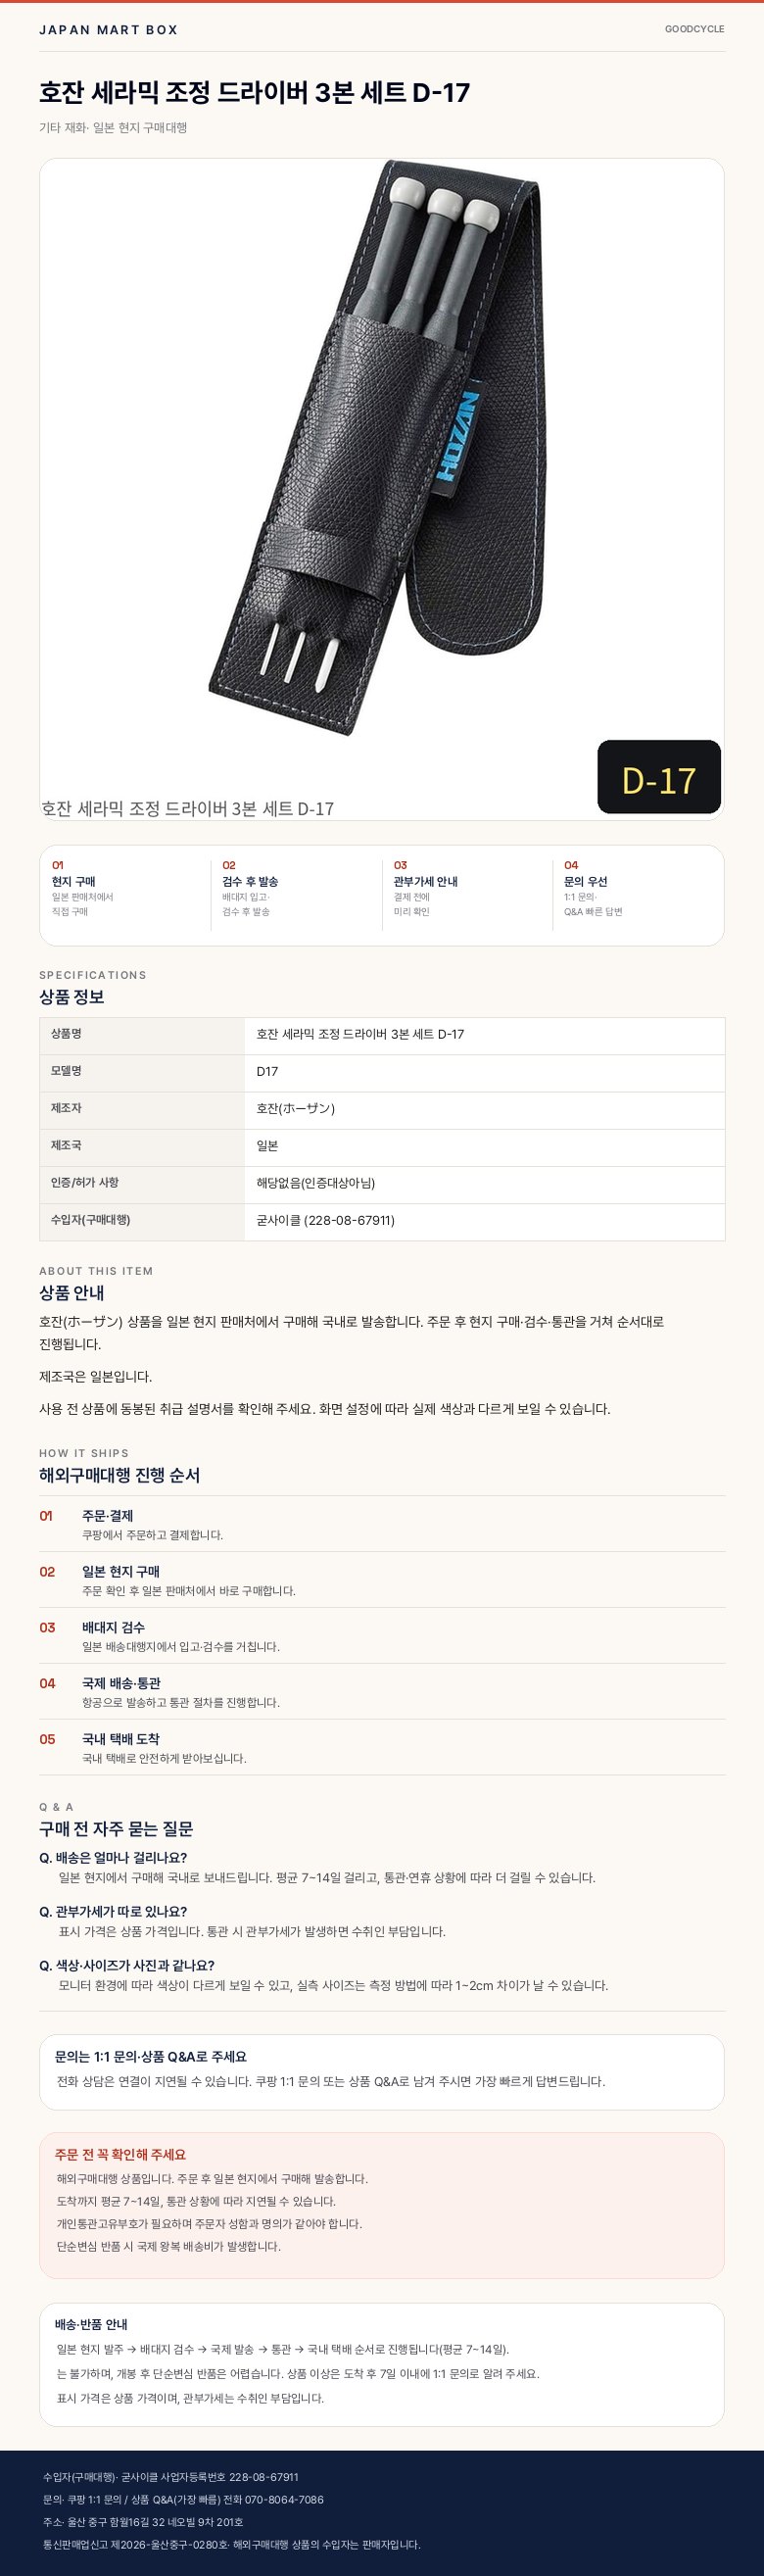 JAPAN MART BOX
GOODCYCLE
호잔 세라믹 조정 드라이버 3본 세트 D-17
기타 재화· 일본 현지 구매대행
HOZAN
D-17
호잔 세라믹 조정 드라이버 3본 세트 D-17
01
현지 구매
일본 판매처에서
직접 구매
02
검수 후 발송
배대지 입고·
검수 후 발송
03
관부가세 안내
결제 전에
미리 확인
04
문의 우선
1:1 문의·
Q&A 빠른 답변
SPECIFICATIONS
상품 정보
상품명 호잔 세라믹 조정 드라이버 3본 세트 D-17
모델명 D17
제조자 호잔(ホーザン)
제조국 일본
인증/허가 사항 해당없음(인증대상아님)
수입자(구매대행) 굳사이클 (228-08-67911)
ABOUT THIS ITEM
상품 안내
호잔(ホーザン) 상품을 일본 현지 판매처에서 구매해 국내로 발송합니다. 주문 후 현지 구매·검수·통관을 거쳐 순서대로
진행됩니다.
제조국은 일본입니다.
사용 전 상품에 동봉된 취급 설명서를 확인해 주세요. 화면 설정에 따라 실제 색상과 다르게 보일 수 있습니다.
HOW IT SHIPS
해외구매대행 진행 순서
01 주문·결제
쿠팡에서 주문하고 결제합니다.
02 일본 현지 구매
주문 확인 후 일본 판매처에서 바로 구매합니다.
03 배대지 검수
일본 배송대행지에서 입고·검수를 거칩니다.
04 국제 배송·통관
항공으로 발송하고 통관 절차를 진행합니다.
05 국내 택배 도착
국내 택배로 안전하게 받아보십니다.
Q & A
구매 전 자주 묻는 질문
Q. 배송은 얼마나 걸리나요?
일본 현지에서 구매해 국내로 보내드립니다. 평균 7~14일 걸리고, 통관·연휴 상황에 따라 더 걸릴 수 있습니다.
Q. 관부가세가 따로 있나요?
표시 가격은 상품 가격입니다. 통관 시 관부가세가 발생하면 수취인 부담입니다.
Q. 색상·사이즈가 사진과 같나요?
모니터 환경에 따라 색상이 다르게 보일 수 있고, 실측 사이즈는 측정 방법에 따라 1~2cm 차이가 날 수 있습니다.
문의는 1:1 문의·상품 Q&A로 주세요
전화 상담은 연결이 지연될 수 있습니다. 쿠팡 1:1 문의 또는 상품 Q&A로 남겨 주시면 가장 빠르게 답변드립니다.
주문 전 꼭 확인해 주세요
해외구매대행 상품입니다. 주문 후 일본 현지에서 구매해 발송합니다.
도착까지 평균 7~14일, 통관 상황에 따라 지연될 수 있습니다.
개인통관고유부호가 필요하며 주문자 성함과 명의가 같아야 합니다.
단순변심 반품 시 국제 왕복 배송비가 발생합니다.
배송·반품 안내
일본 현지 발주 → 배대지 검수 → 국제 발송 → 통관 → 국내 택배 순서로 진행됩니다(평균 7~14일).
는 불가하며, 개봉 후 단순변심 반품은 어렵습니다. 상품 이상은 도착 후 7일 이내에 1:1 문의로 알려 주세요.
표시 가격은 상품 가격이며, 관부가세는 수취인 부담입니다.
수입자(구매대행)· 굳사이클 사업자등록번호 228-08-67911
문의· 쿠팡 1:1 문의 / 상품 Q&A(가장 빠름) 전화 070-8064-7086
주소· 울산 중구 함월16길 32 네오빌 9차 201호
통신판매업신고 제2026-울산중구-0280호· 해외구매대행 상품의 수입자는 판매자입니다.